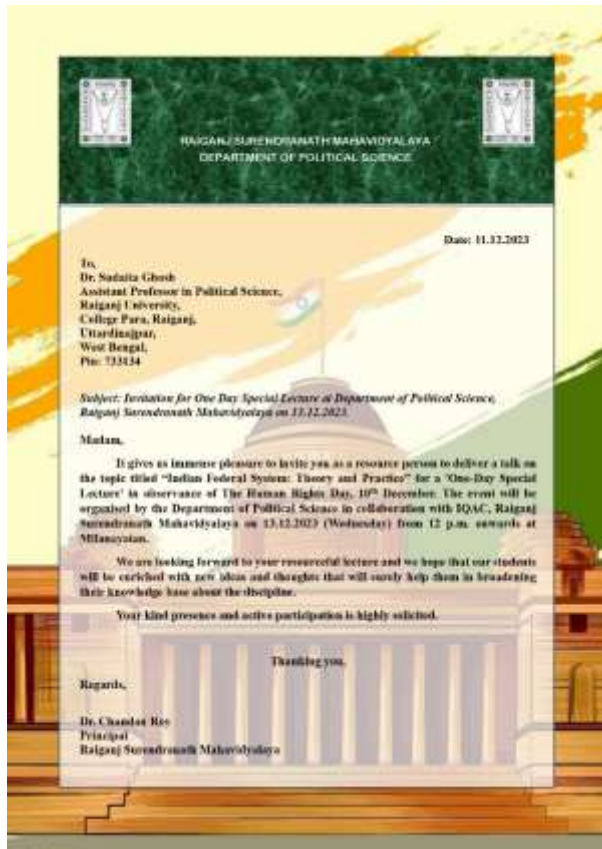 RAIGANJ SURENDRANATH MAHAVIDYALAYA
DEPARTMENT OF POLITICAL SCIENCE
Date: 11.12.2023
To,
Dr. Sudaita Ghosh
Assistant Professor in Political Science,
Raiganj University,
College Para, Raiganj,
Uttardinajpur,
West Bengal,
Pin: 733134
Subject: Invitation for One Day Special Lecture at Department of Political Science,
Raiganj Surendranath Mahavidyalaya on 13.12.2023.
Madam,
It gives us immense pleasure to invite you as a resource person to deliver a talk on
the topic titled “Indian Federal System: Theory and Practice” for a 'One-Day Special
Lecture' in observance of The Human Rights Day, 10th December. The event will be
organised by the Department of Political Science in collaboration with IQAC, Raiganj
Surendranath Mahavidyalaya on 13.12.2023 (Wednesday) from 12 p.m. onwards at
Milanayatan.
We are looking forward to your resourceful lecture and we hope that our students
will be enriched with new ideas and thoughts that will surely help them in broadening
their knowledge base about the discipline.
Your kind presence and active participation is highly solicited.
Thanking you,
Regards,
Dr. Chandan Roy
Principal
Raiganj Surendranath Mahavidyalaya